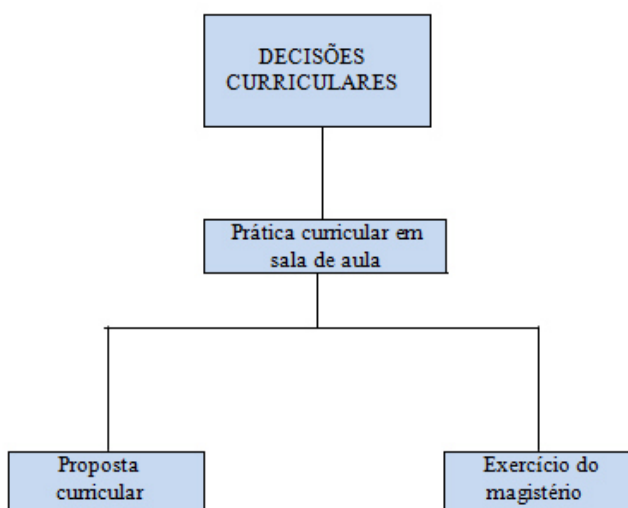 DECISÕES
CURRICULARES
Prática curricular em
sala de aula
Proposta
curricular
Exercício do
magistério